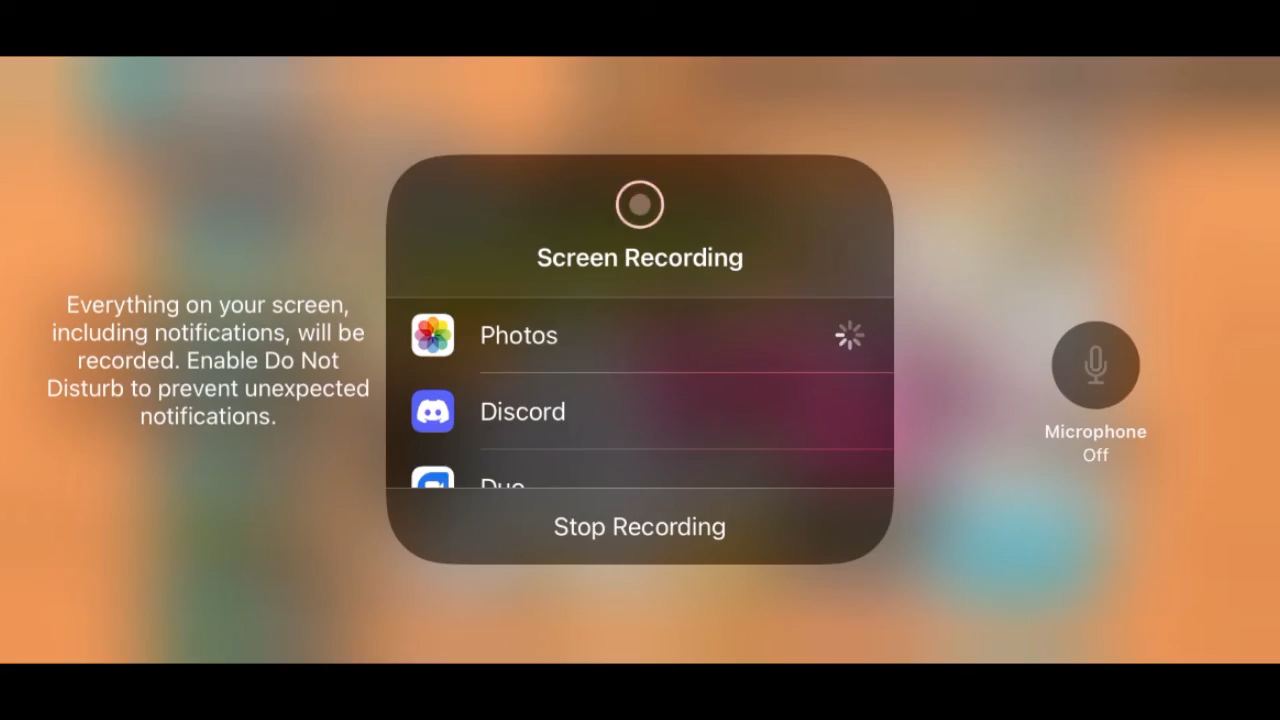 Screen Recording
Everything on your screen,
including notifications, will be
recorded. Enable Do Not
Disturb to prevent unexpected
notifications.
Photos
Discord
Duo
Stop Recording
Microphone
Off